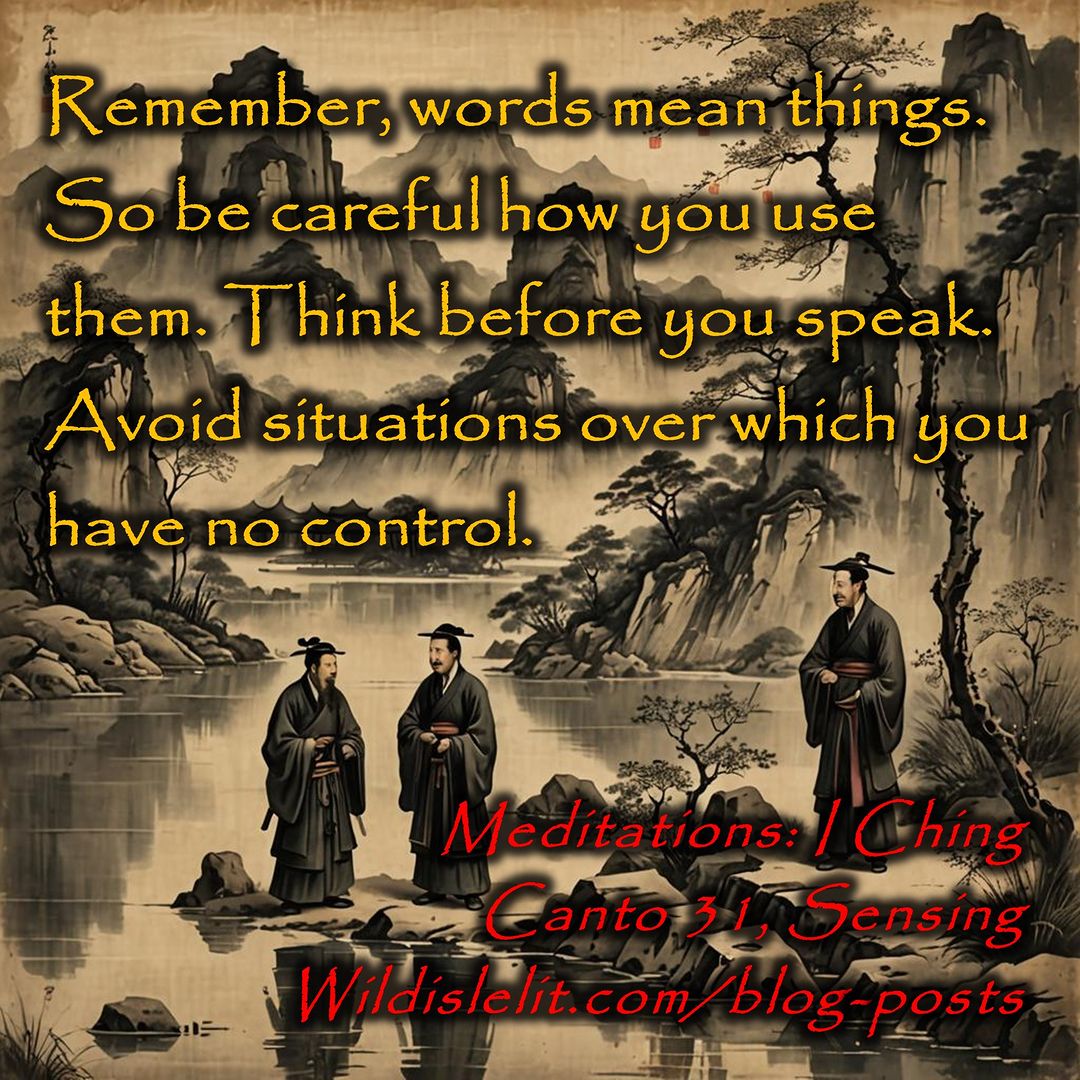 Remember, words mean things.
So be careful how you use
them. Think before you speak.
Avoid situations over which you
have no control.
Meditations: I Ching
Canto 31, Sensing
Wildislelit.com/blog-posts